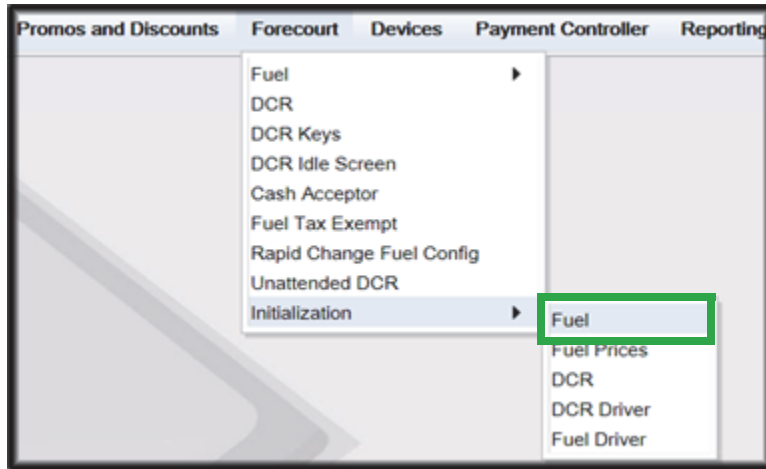 Promos and Discounts Forecourt Devices Payment Controller Reporting
Fuel
DCR
DCR Keys
DCR Idle Screen
Cash Acceptor
Fuel Tax Exempt
Rapid Change Fuel Config
Unattended DCR
Initialization
Fuel
Fuel Prices
DCR
DCR Driver
Fuel Driver